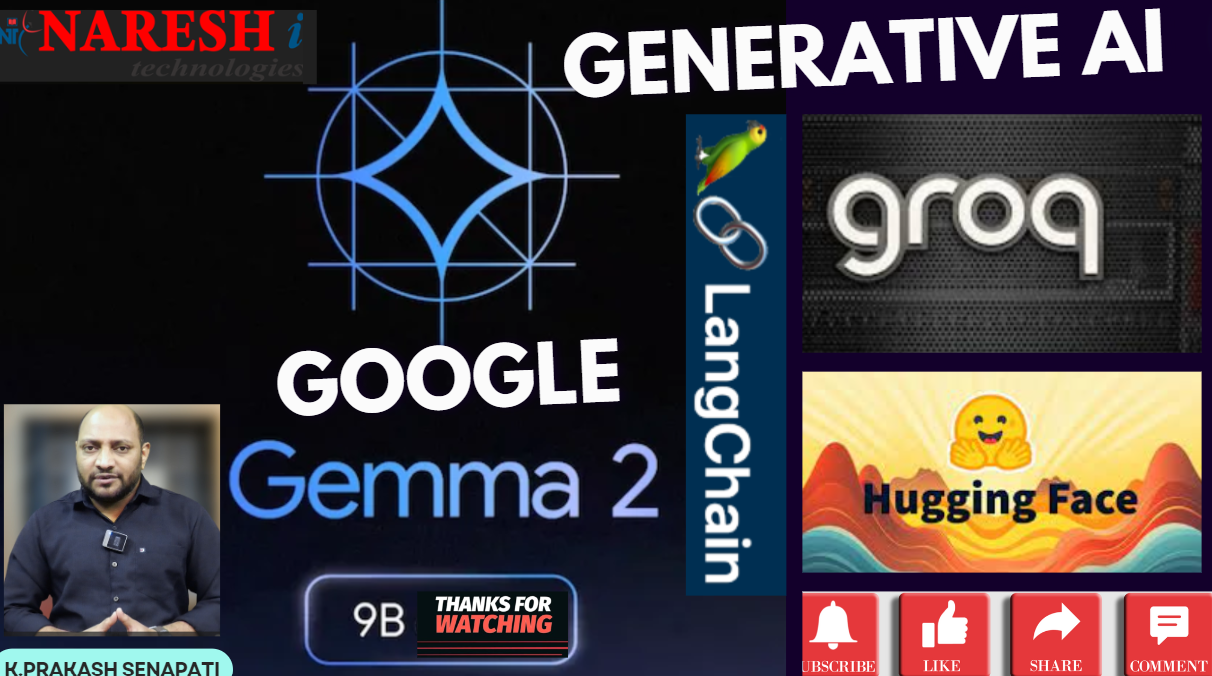 NARESH i
technologies
GENERATIVE AI
LangChain
groq
GOOGLE
Gemma 2
Hugging Face
9B
THANKS FOR
WATCHING
K.PRAKASH SENAPATI
UBSCRIBE
LIKE
SHARE
COMMENT